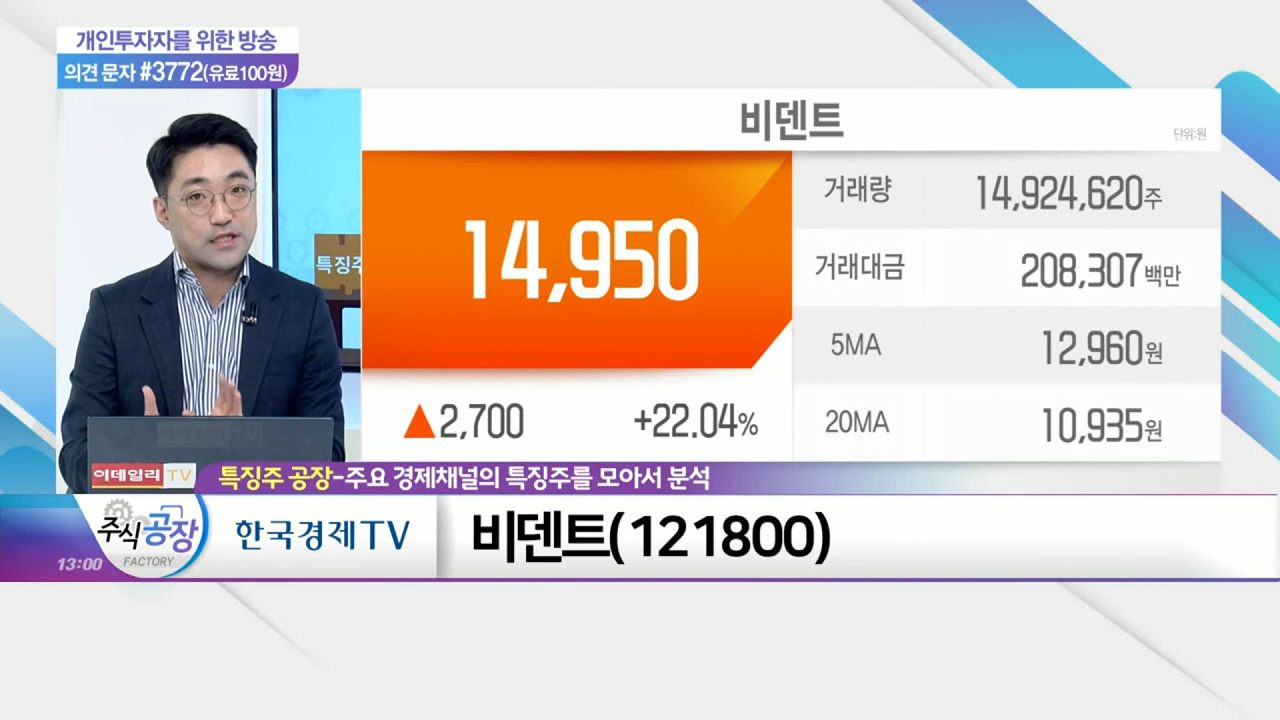 개인투자자를 위한 방송
의견 문자 #3772(유료100원)
비덴트
단위:원
특징주
14,950
▲2,700 +22.04%
거래량 14,924,620주
거래대금 208,307백만
5MA 12,960원
20MA 10,935원
이데일리 TV
특징주 공장-주요 경제채널의 특징주를 모아서 분석
주식공장
FACTORY
13:00
한국경제TV
비덴트(121800)